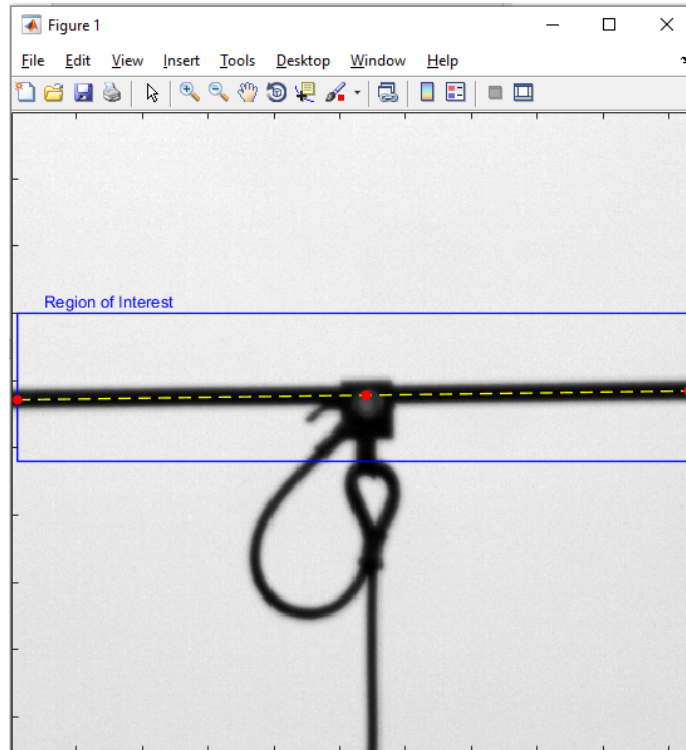 Figure 1
File Edit View Insert Tools Desktop Window Help
Region of Interest